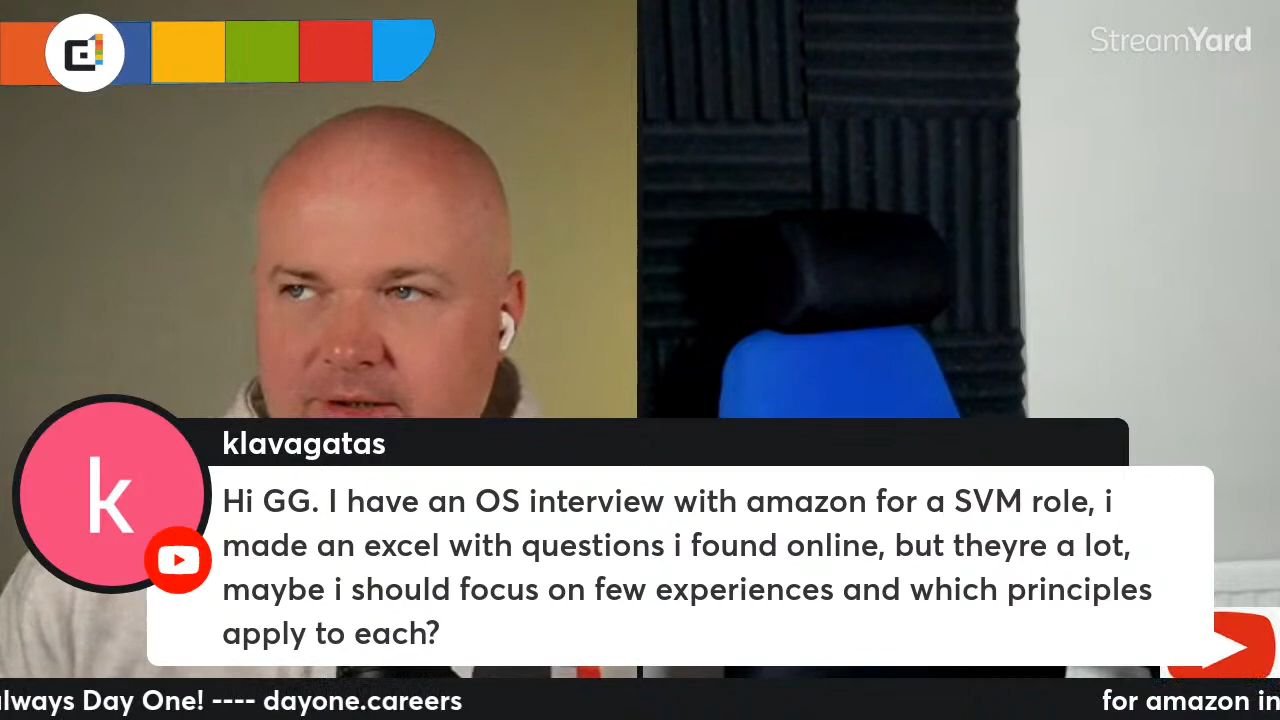 StreamYard
k
klavagatas
Hi GG. I have an OS interview with amazon for a SVM role, i
made an excel with questions i found online, but theyre a lot,
maybe i should focus on few experiences and which principles
apply to each?
always Day One! ---- dayone.careers
for amazon in